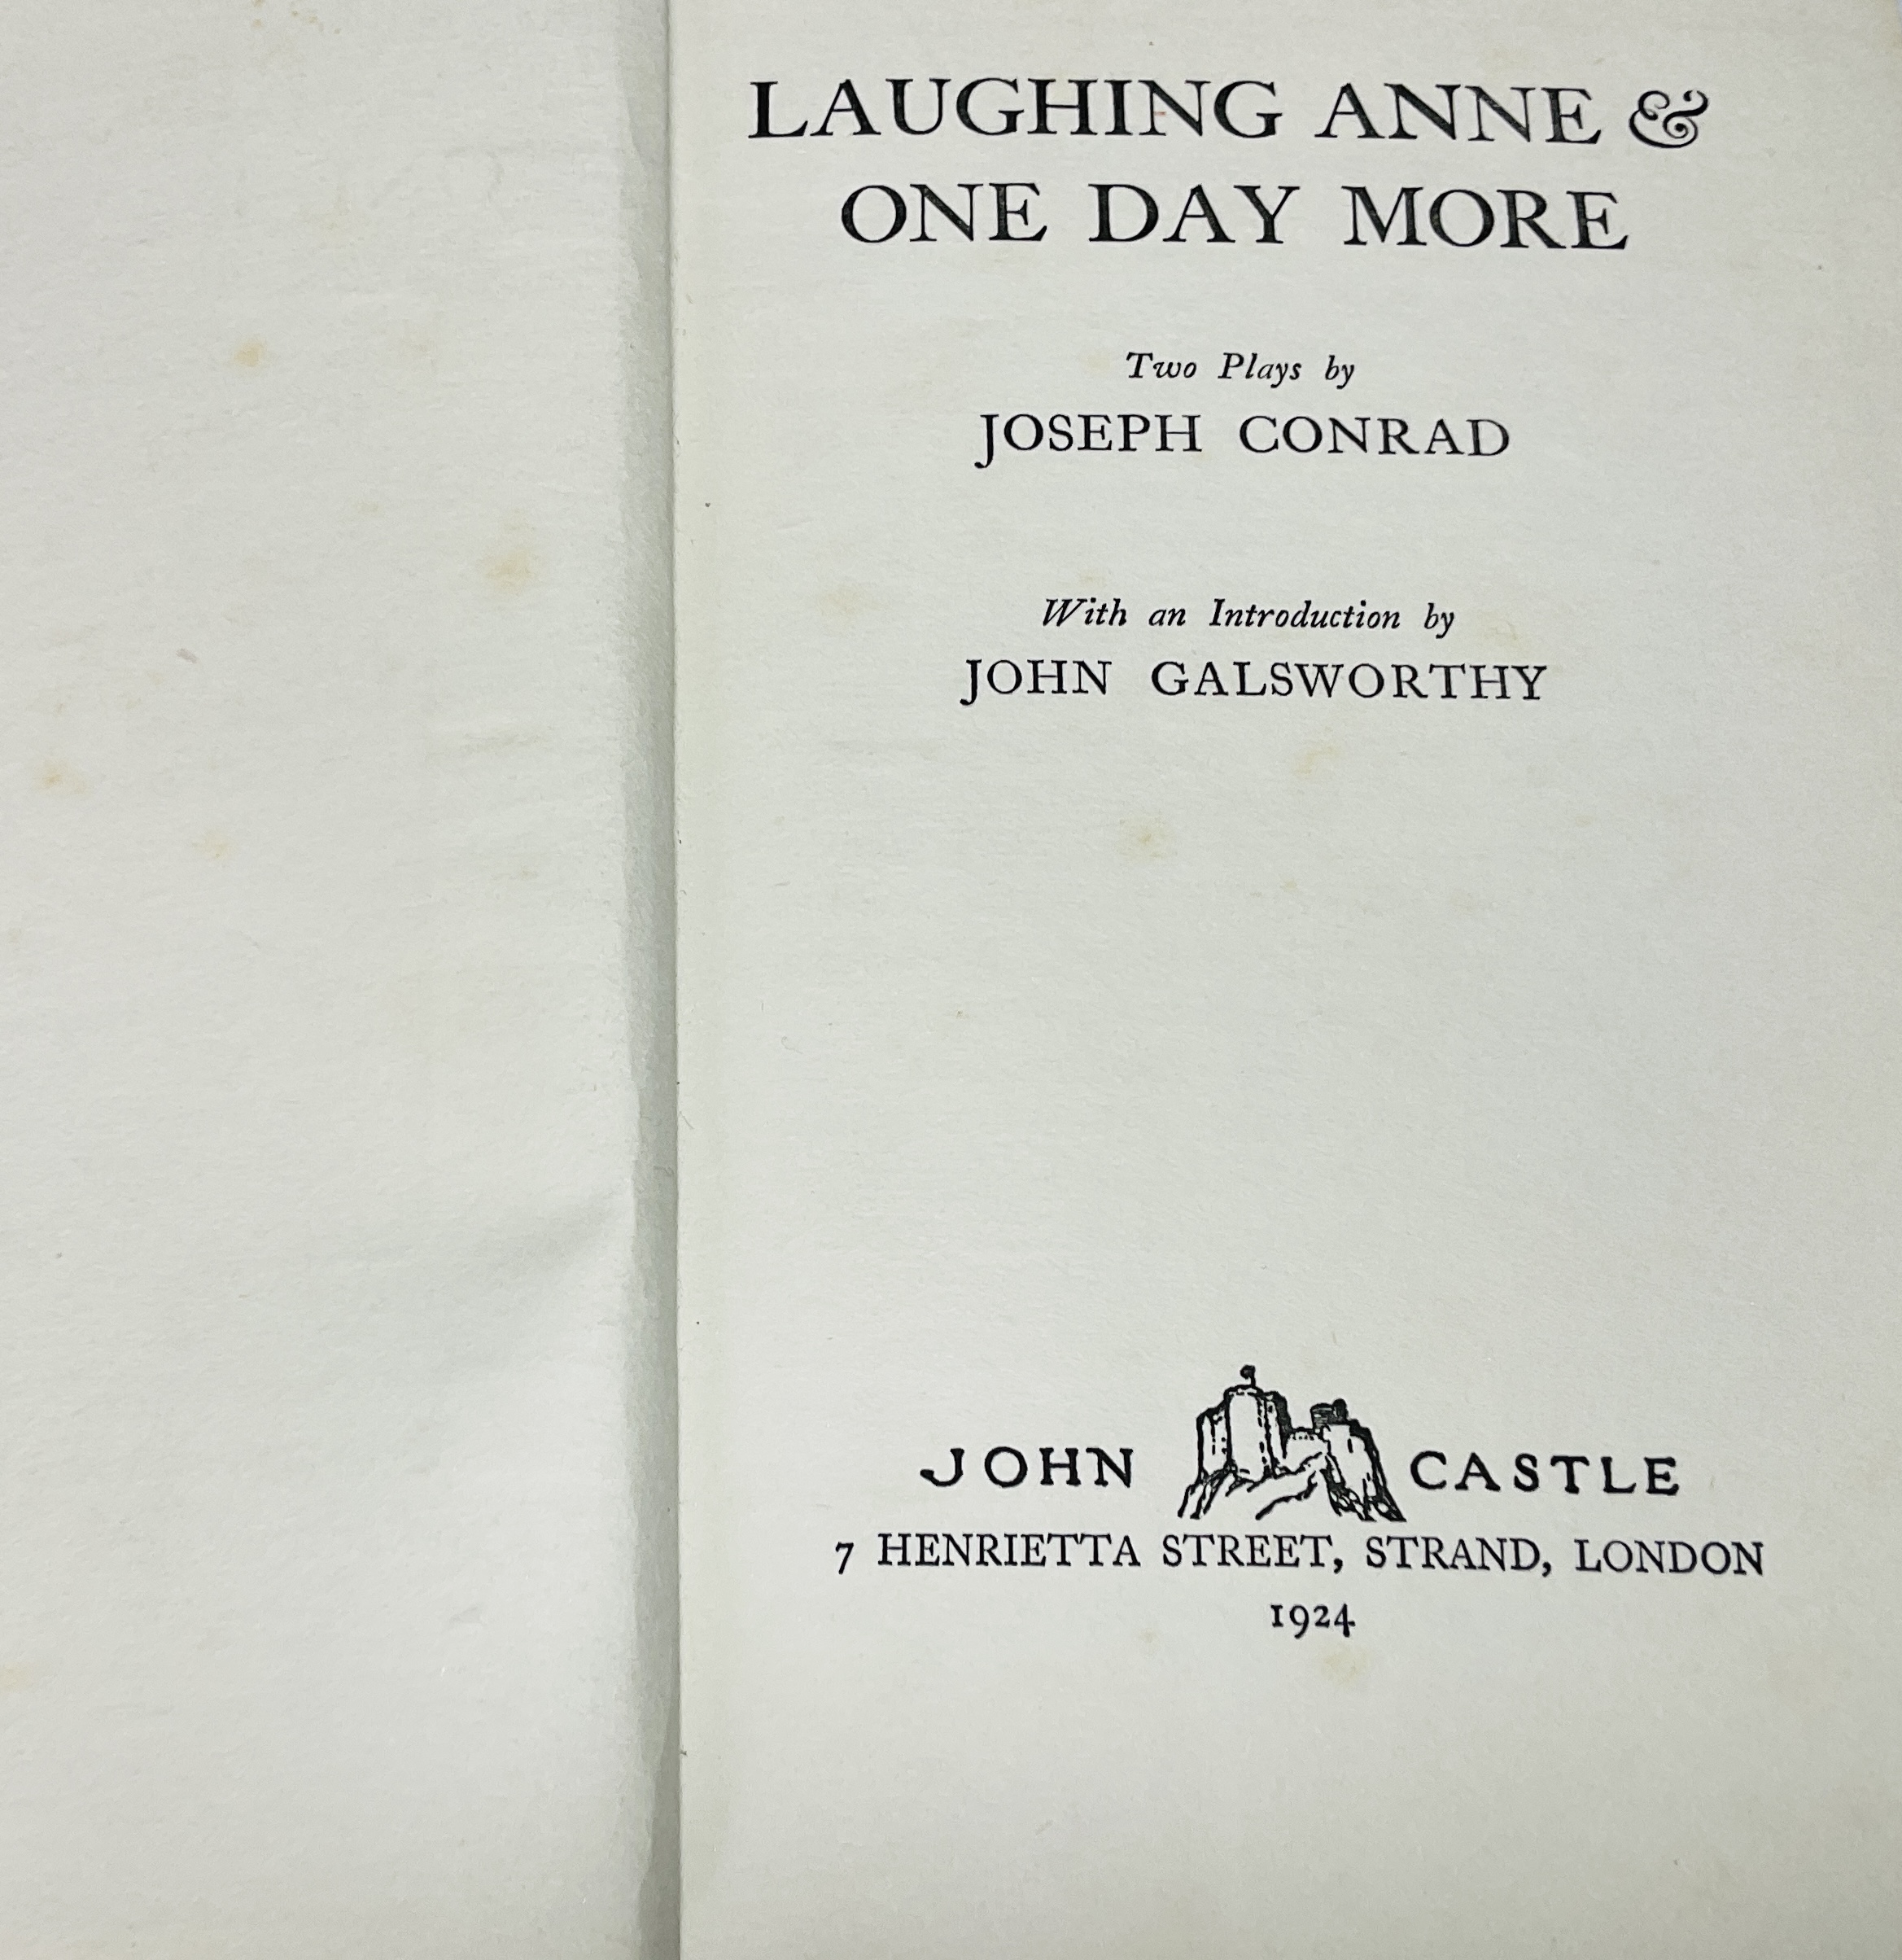 LAUGHING ANNE &
ONE DAY MORE
Two Plays by
JOSEPH CONRAD
With an Introduction by
JOHN GALSWORTHY
JOHN CASTLE
7 HENRIETTA STREET, STRAND, LONDON
1924